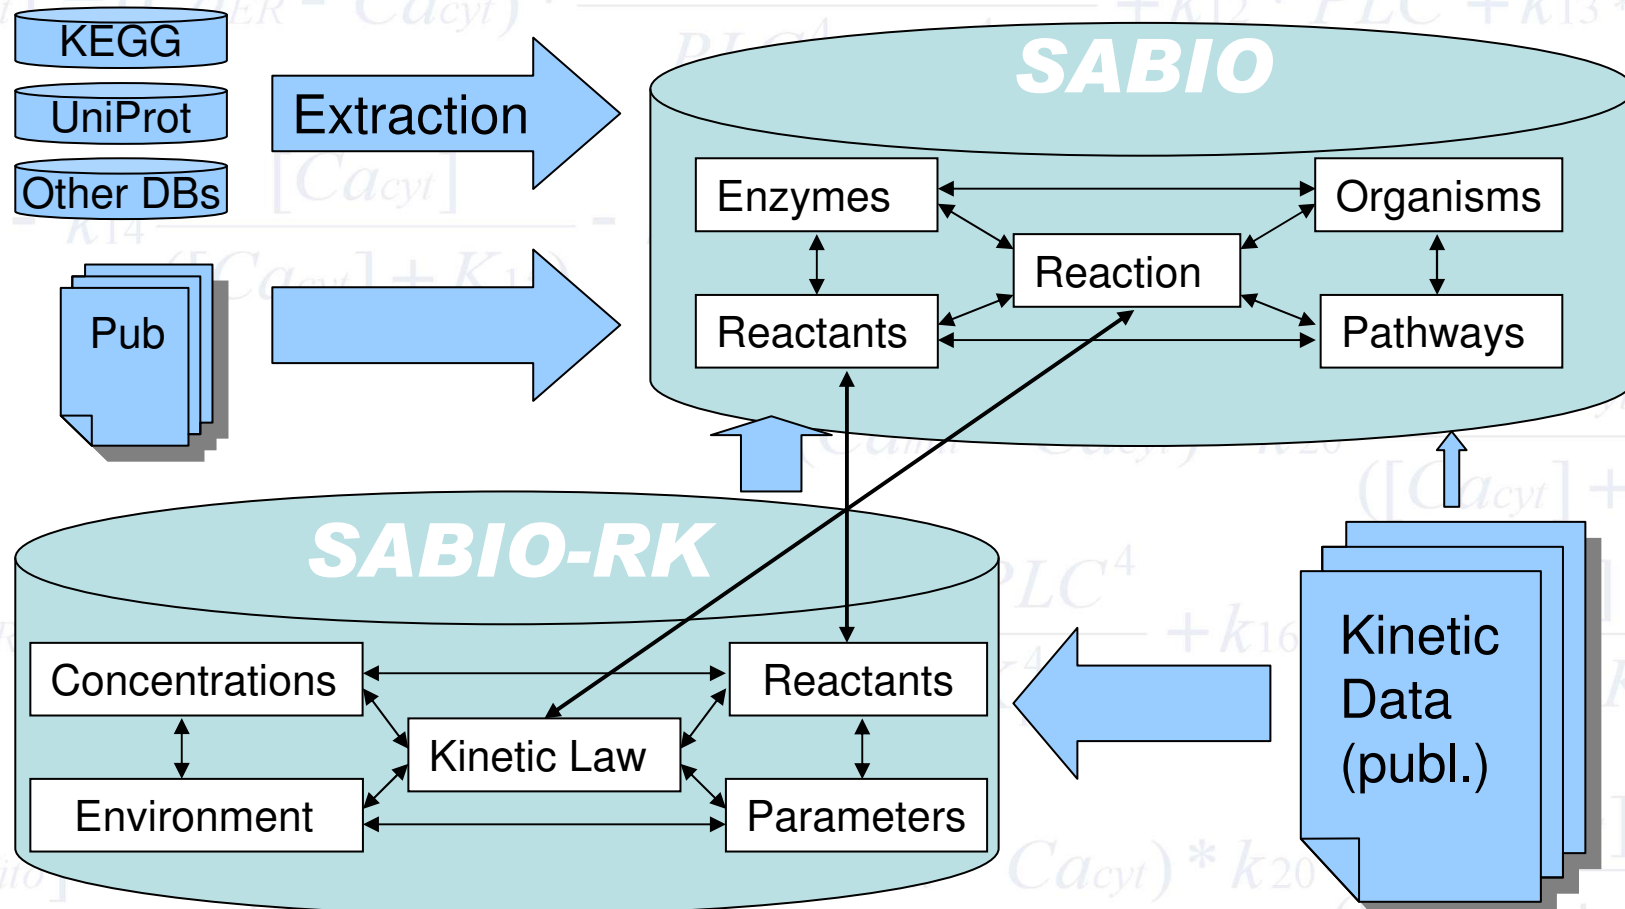 KEGG
UniProt
Other DBs
Extraction
Pub
SABIO
Enzymes
Organisms
Reaction
Reactants
Pathways
SABIO-RK
Concentrations
Reactants
Kinetic Law
Environment
Parameters
Kinetic
Data
(publ.)